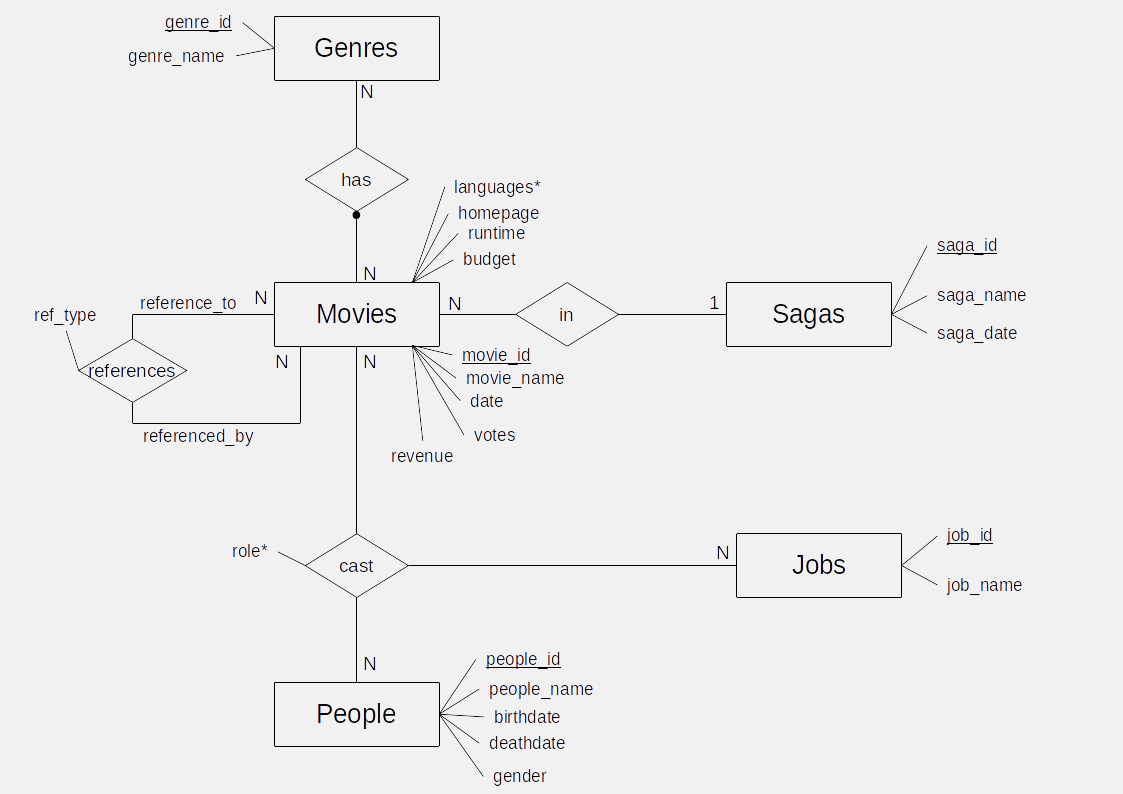 genre_id
genre_name
Genres
N
has
N
languages*
homepage
runtime
budget
saga_id
saga_name
saga_date
reference_to
N
Movies
N
in
1
Sagas
ref_type
references
N
N
referenced_by
movie_id
movie_name
date
votes
revenue
role*
cast
N
Jobs
job_id
job_name
N
People
people_id
people_name
birthdate
deathdate
gender